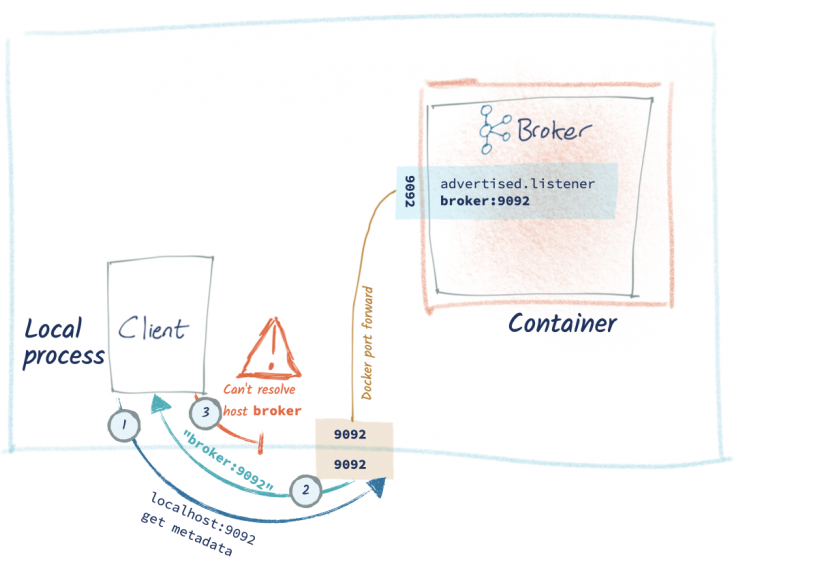 Broker
9092
advertised.listener
broker:9092
Container
Local
process
Client
Docker port forward
Can't resolve
host broker
1
3
9092
9092
"broker:9092"
2
localhost:9092
get metadata